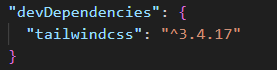 "devDependencies": {
  "tailwindcss": "^3.4.17"
}